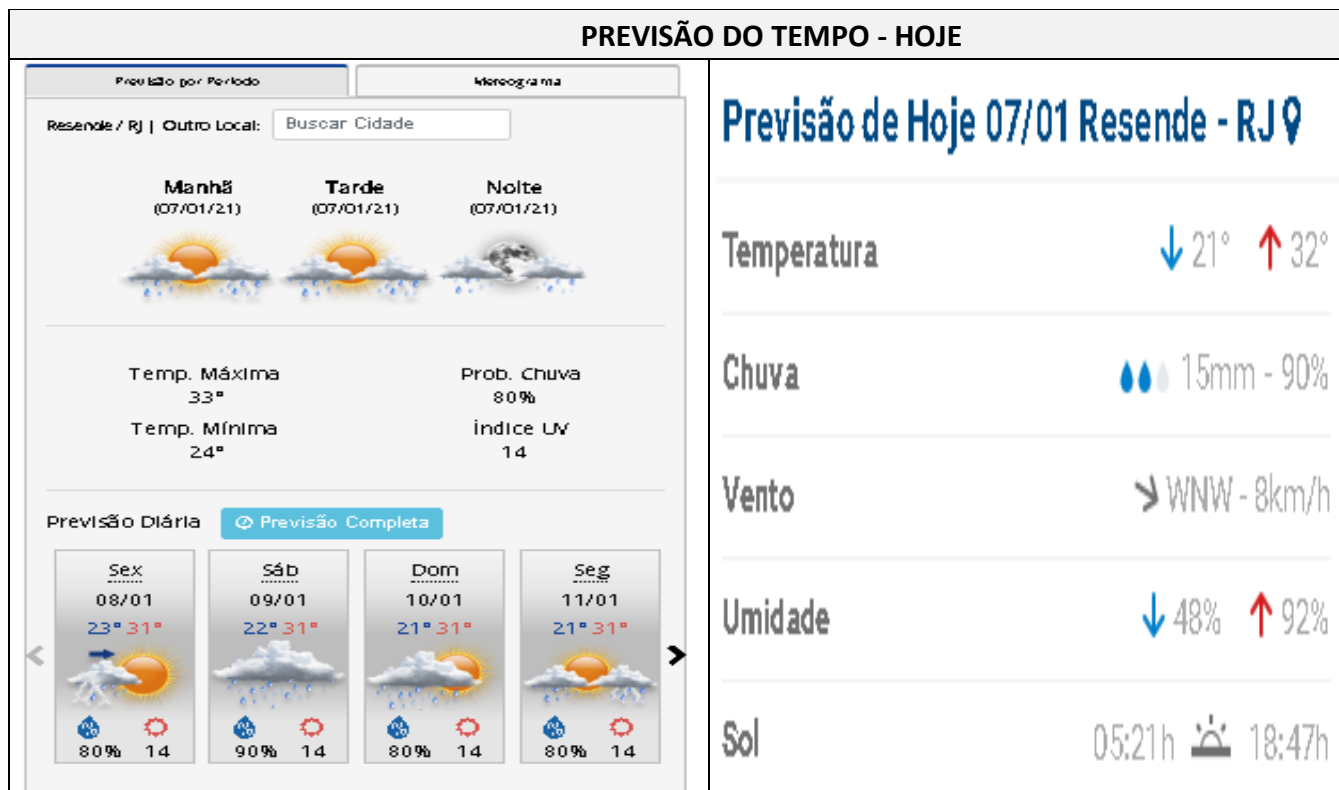 PREVISÃO DO TEMPO - HOJE
Previsão por Período
Resende / RJ | Outro Local: Buscar Cidade
Manhã Tarde Noite
(07/01/21) (07/01/21) (07/01/21)
Temp. Máxima Prob. Chuva
33° 80%
Temp. Mínima Índice UV
24° 14
Previsão Diária Previsão Completa
Sex Sáb Dom Seg
08/01 09/01 10/01 11/01
23° 31° 22° 31° 21° 31° 21° 31°
80% 14 90% 14 80% 14 80% 14
Previsão de Hoje 07/01 Resende - RJ
Temperatura 21° 32°
Chuva 15mm - 90%
Vento WNW - 8km/h
Umidade 48% 92%
Sol 05:21h 18:47h